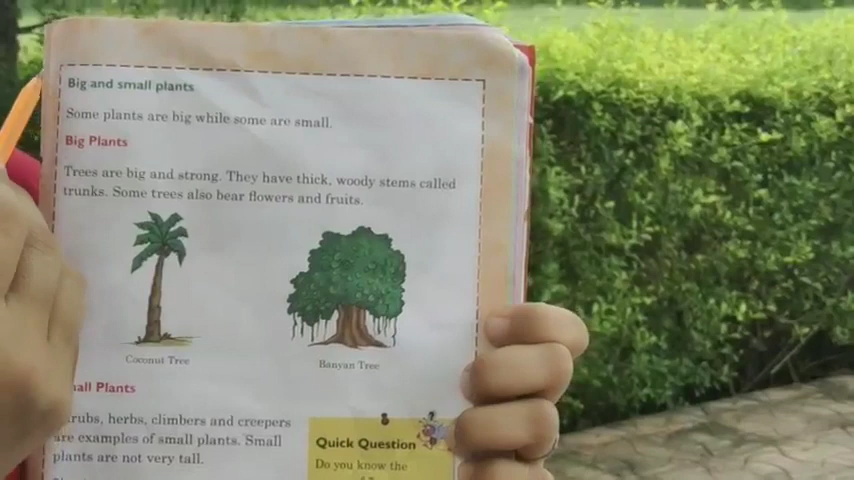 Big and small plants
Some plants are big while some are small.
Big Plants
Trees are big and strong. They have thick, woody stems called
trunks. Some trees also bear flowers and fruits.
Coconut Tree
Banyan Tree
all Plants
rubs, herbs, climbers and creepers
are examples of small plants. Small
plants are not very tall.
Quick Question
Do you know the